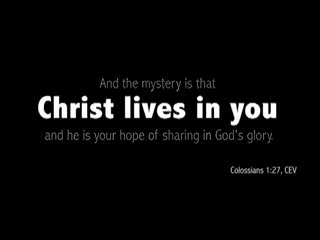 And the mystery is that
Christ lives in you
and he is your hope of sharing in God's glory.
Colossians 1:27, CEV